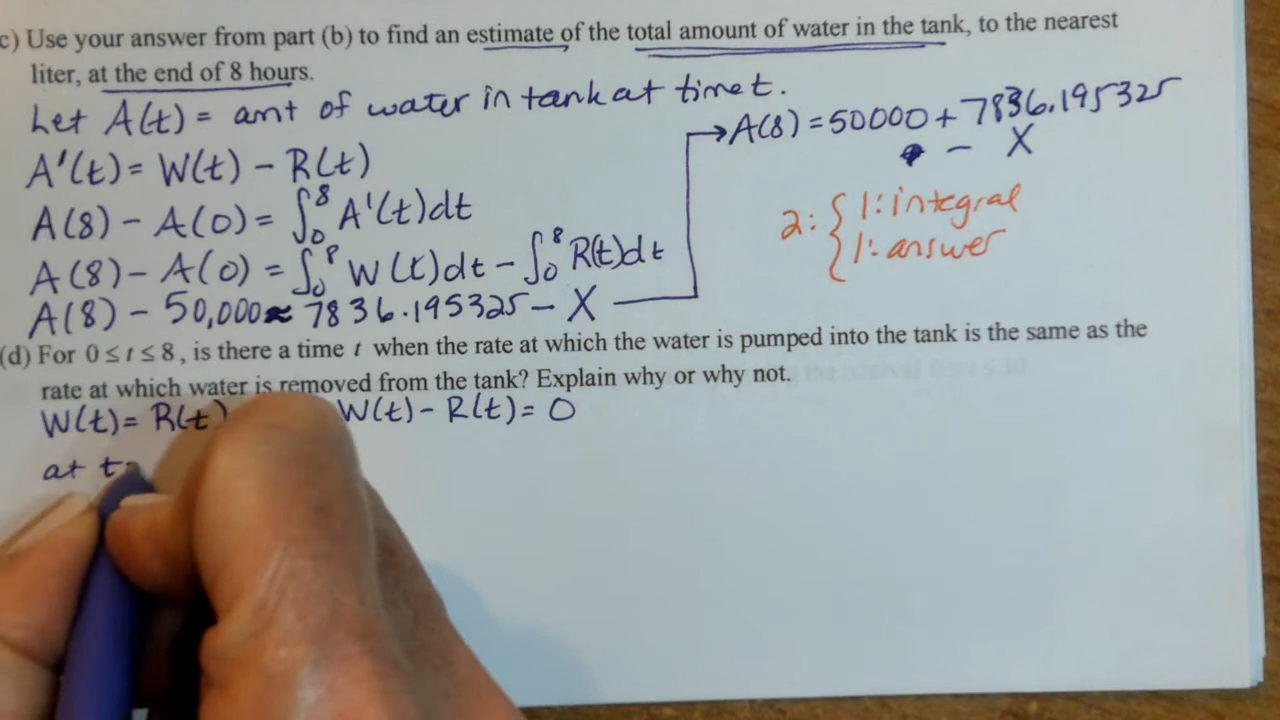 c) Use your answer from part (b) to find an estimate of the total amount of water in the tank, to the nearest
liter, at the end of 8 hours.
Let A(t) = amt of water in tank at time t.
→A(8) = 50000 + 7836.195325
- X
A'(t) = W(t) - R(t)
A(8) - A(0) = ∫₀⁸ A'(t)dt
A(8) - A(0) = ∫₀⁸ W(t)dt - ∫₀⁸ R(t)dt
A(8) - 50,000 ≈ 7836.195325 - X
2: { 1: integral
1: answer
(d) For 0 ≤ t ≤ 8, is there a time t when the rate at which the water is pumped into the tank is the same as the
rate at which water is removed from the tank? Explain why or why not.
W(t) = R(t) W(t) - R(t) = 0
at t=